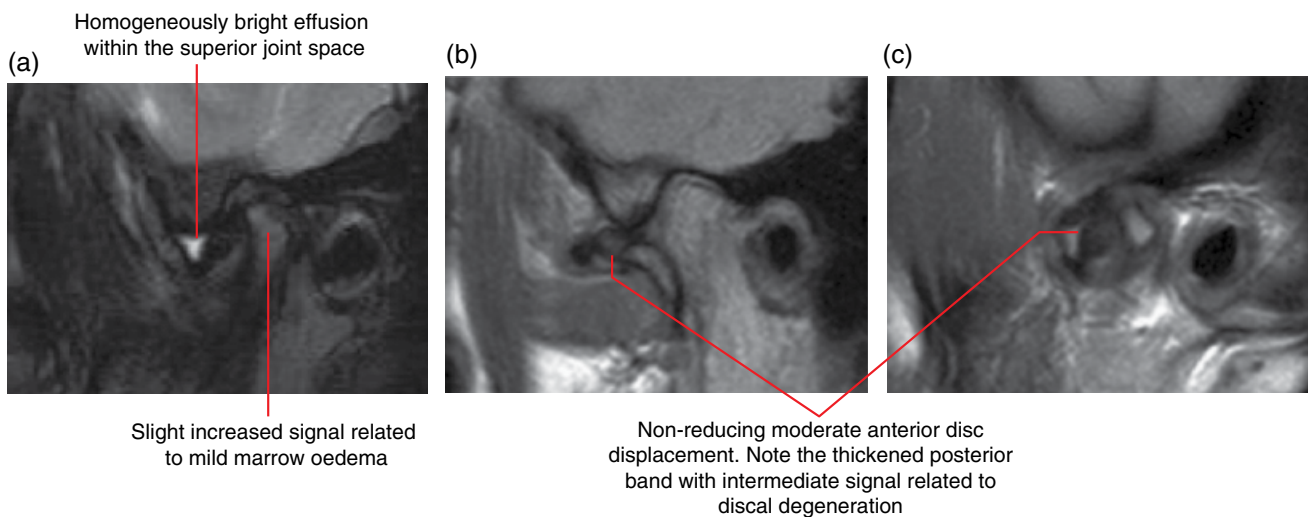 Homogeneously bright effusion
within the superior joint space
(a)
(b)
(c)
Slight increased signal related
to mild marrow oedema
Non-reducing moderate anterior disc
displacement. Note the thickened posterior
band with intermediate signal related to
discal degeneration